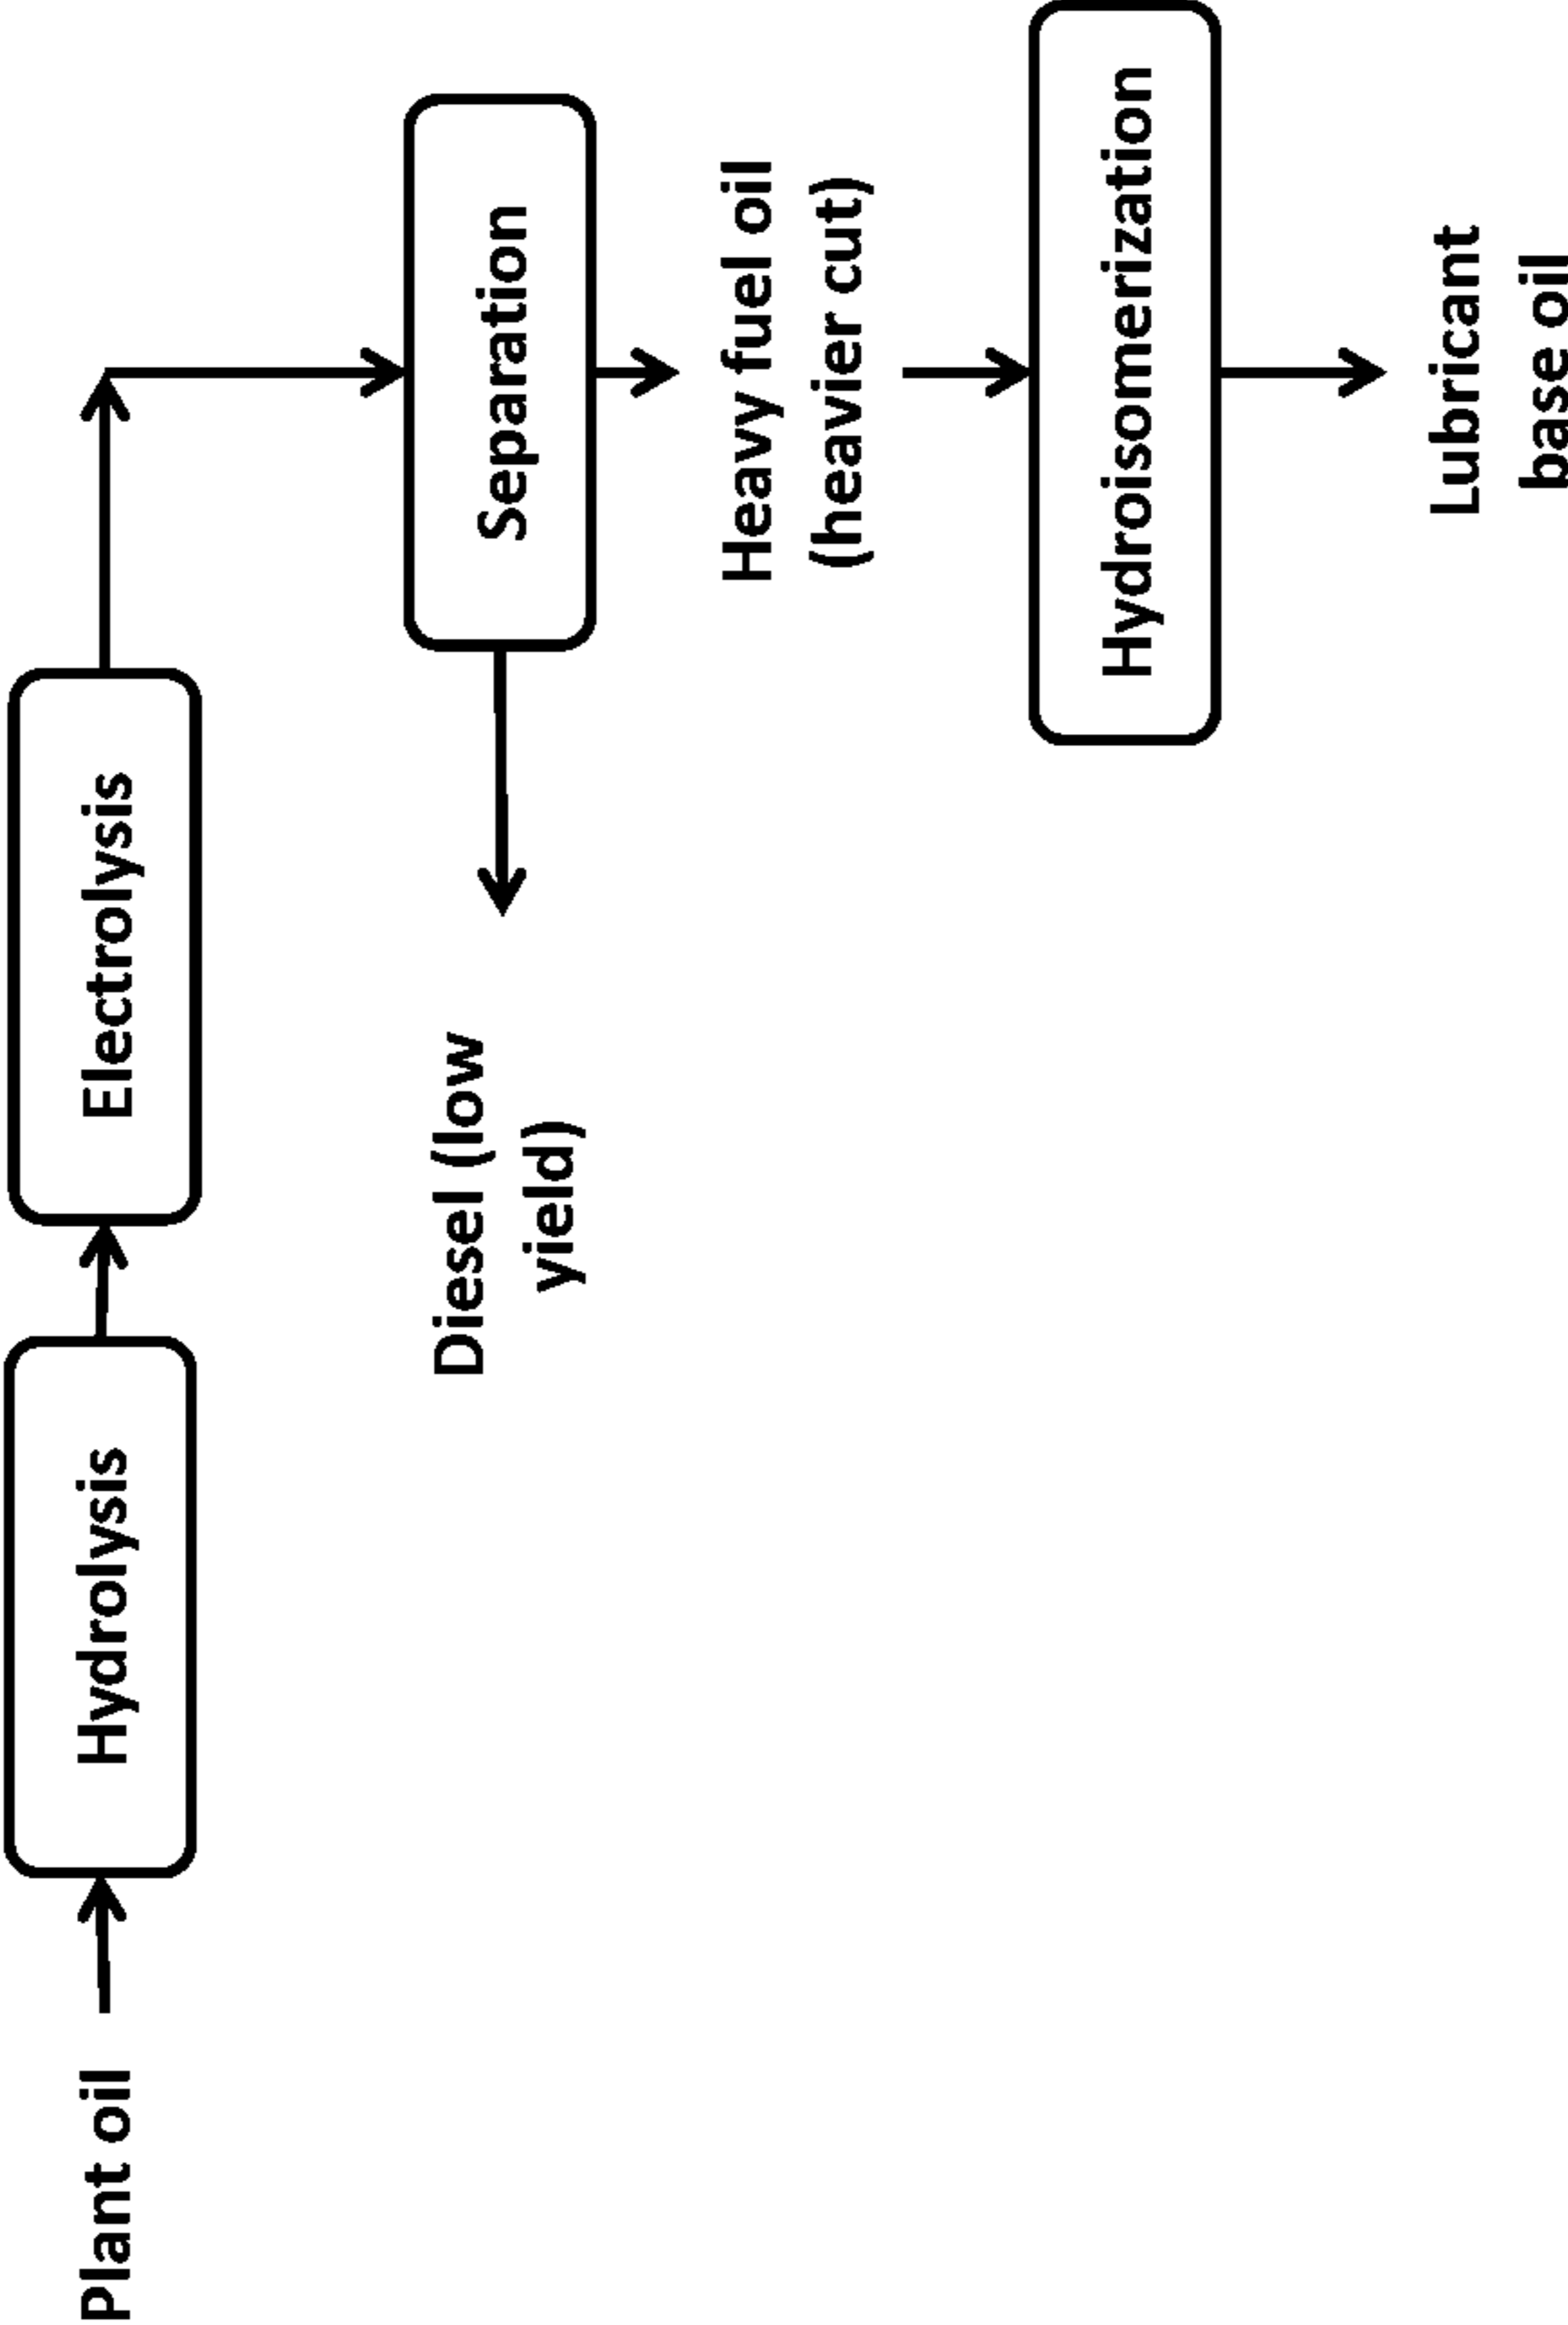 Plant oil
Hydrolysis
Electrolysis
Separation
Diesel (low
yield)
Heavy fuel oil
(heavier cut)
Hydroisomerization
Lubricant
base oil